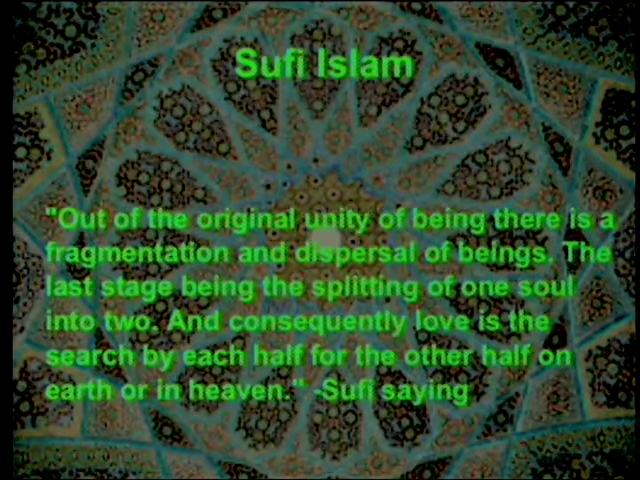 Sufi Islam
"Out of the original unity of being there is a
fragmentation and dispersal of beings. The
last stage being the splitting of one soul
into two. And consequently love is the
search by each half for the other half on
earth or in heaven." -Sufi saying